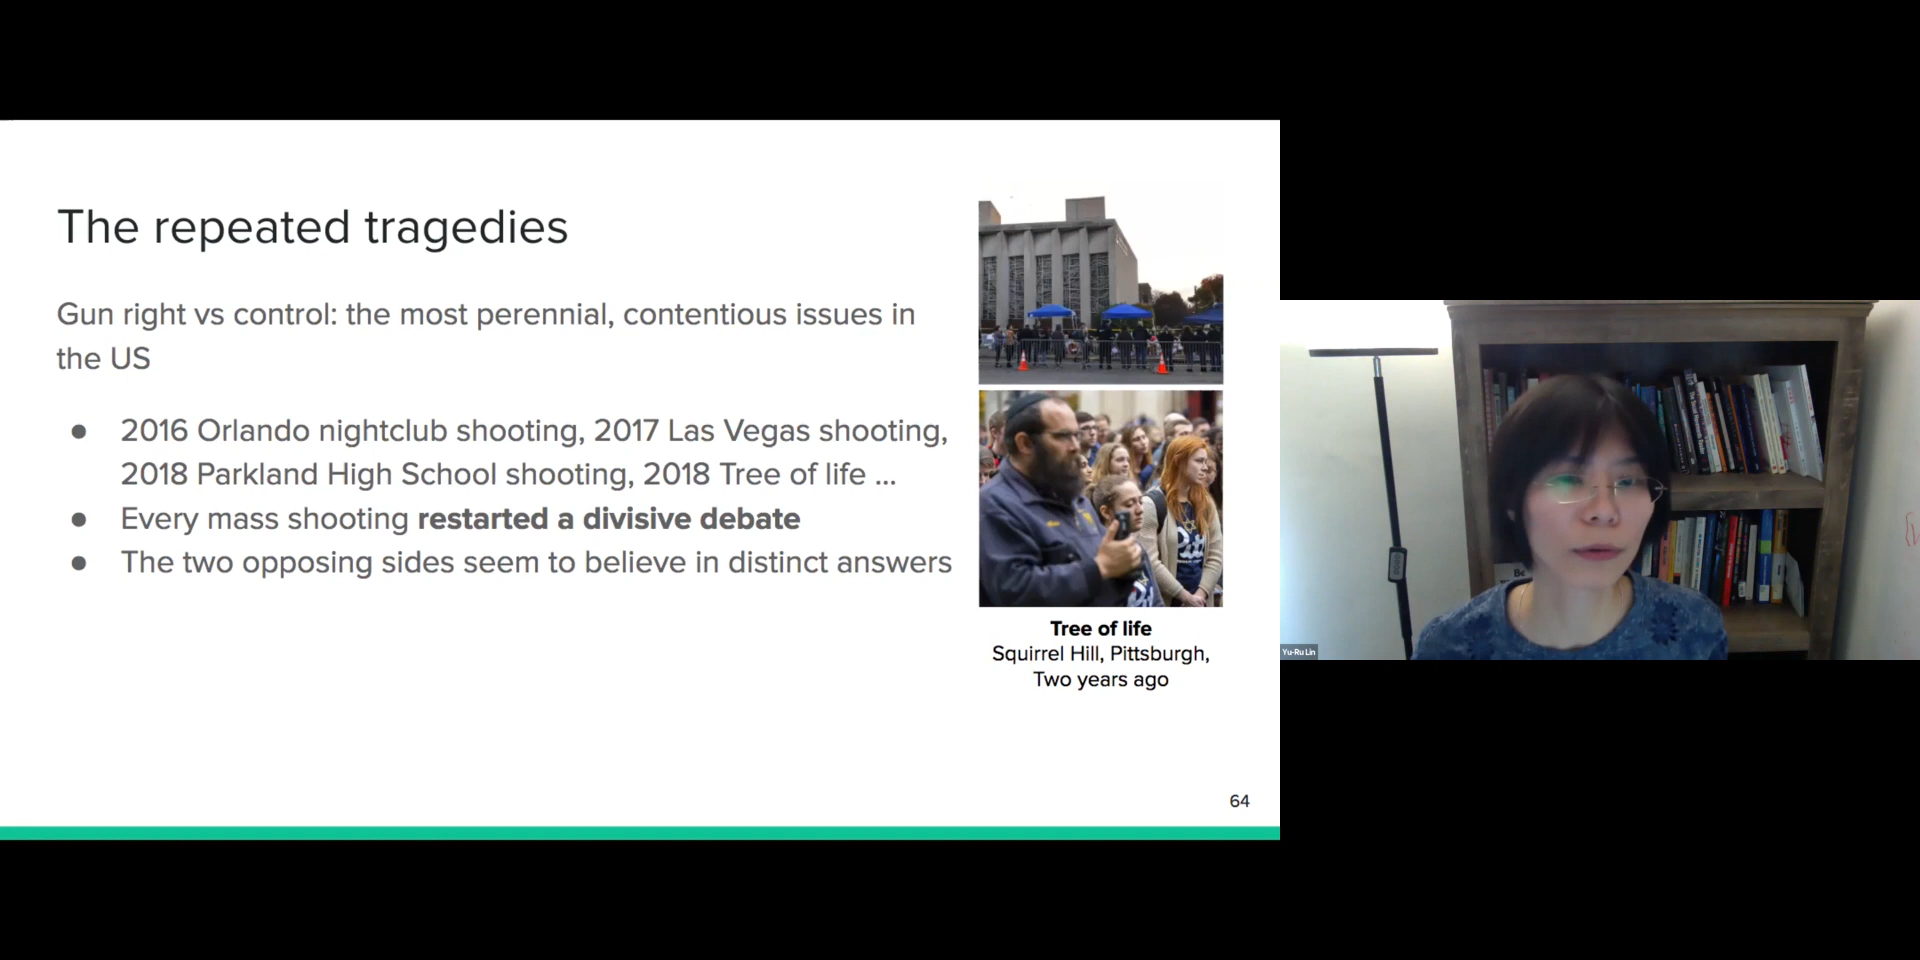 The repeated tragedies
Gun right vs control: the most perennial, contentious issues in
the US
● 2016 Orlando nightclub shooting, 2017 Las Vegas shooting,
2018 Parkland High School shooting, 2018 Tree of life ...
● Every mass shooting restarted a divisive debate
● The two opposing sides seem to believe in distinct answers
Tree of life
Squirrel Hill, Pittsburgh,
Two years ago
64
Yu-Ru Lin